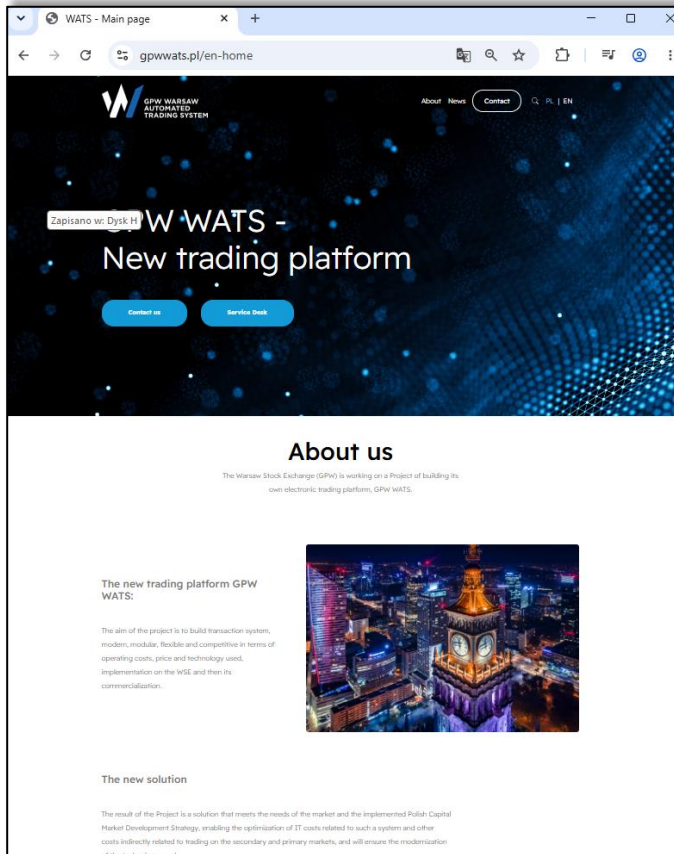 WATS - Main page
gpwwats.pl/en-home
GPW WARSAW
AUTOMATED
TRADING SYSTEM
About News Contact PL | EN
Zapisano w: Dysk H
GPW WATS -
New trading platform
Contact us Service Desk
About us
The Warsaw Stock Exchange (GPW) is working on a Project of building its
own electronic trading platform, GPW WATS.
The new trading platform GPW
WATS:
The aim of the project is to build transaction system,
modern, modular, flexible and competitive in terms of
operating costs, price and technology used,
implementation on the WSE and then its
commercialization.
The new solution
The result of the Project is a solution that meets the needs of the market and the implemented Polish Capital
Market Development Strategy, enabling the optimization of IT costs related to such a system and other
costs indirectly related to trading on the secondary and primary markets, and will ensure the modernization